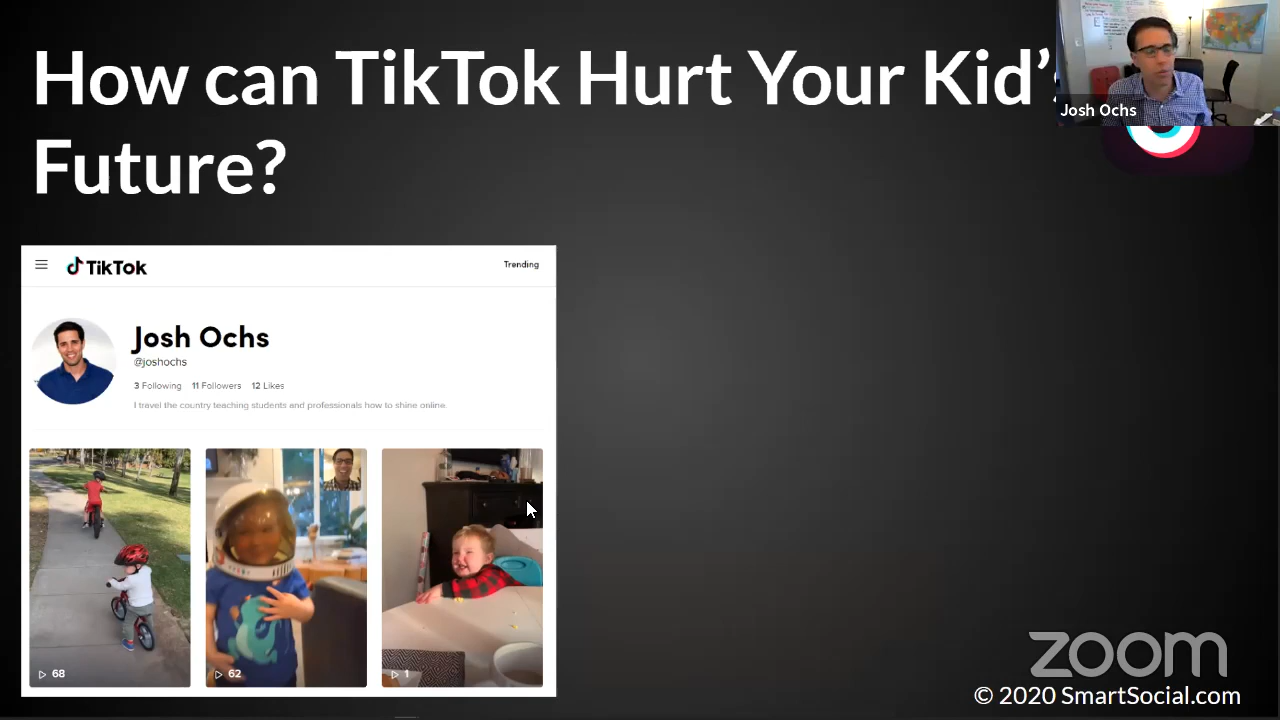 How can TikTok Hurt Your Kid's
Future?
Josh Ochs
TikTok
Trending
Josh Ochs
@joshochs
3 Following 11 Followers 12 Likes
I travel the country teaching students and professionals how to shine online.
68
62
1
zoom
© 2020 SmartSocial.com